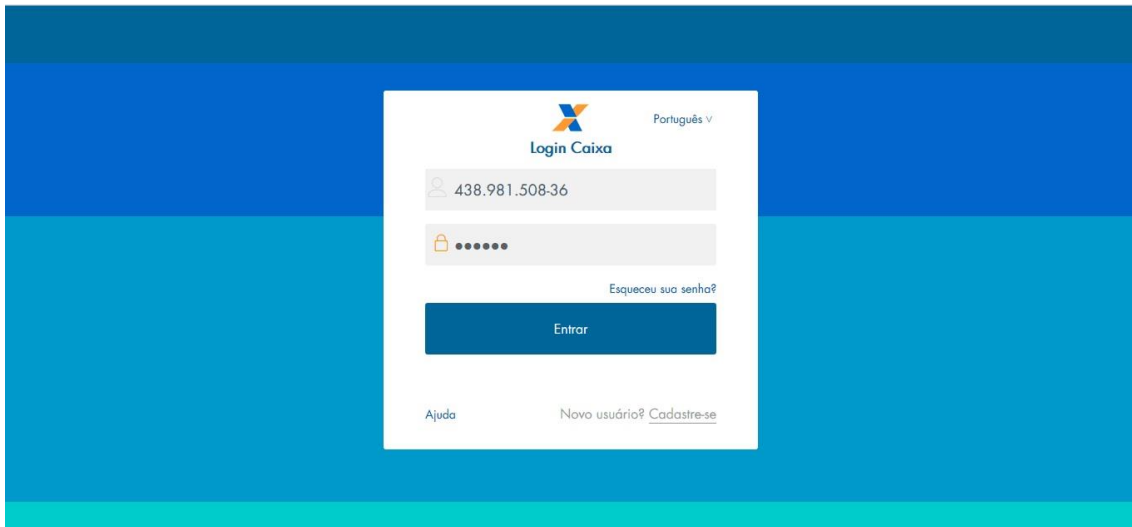 Português
Login Caixa
438.981.508-36
••••••
Esqueceu sua senha?
Entrar
Ajuda
Novo usuário? Cadastre-se